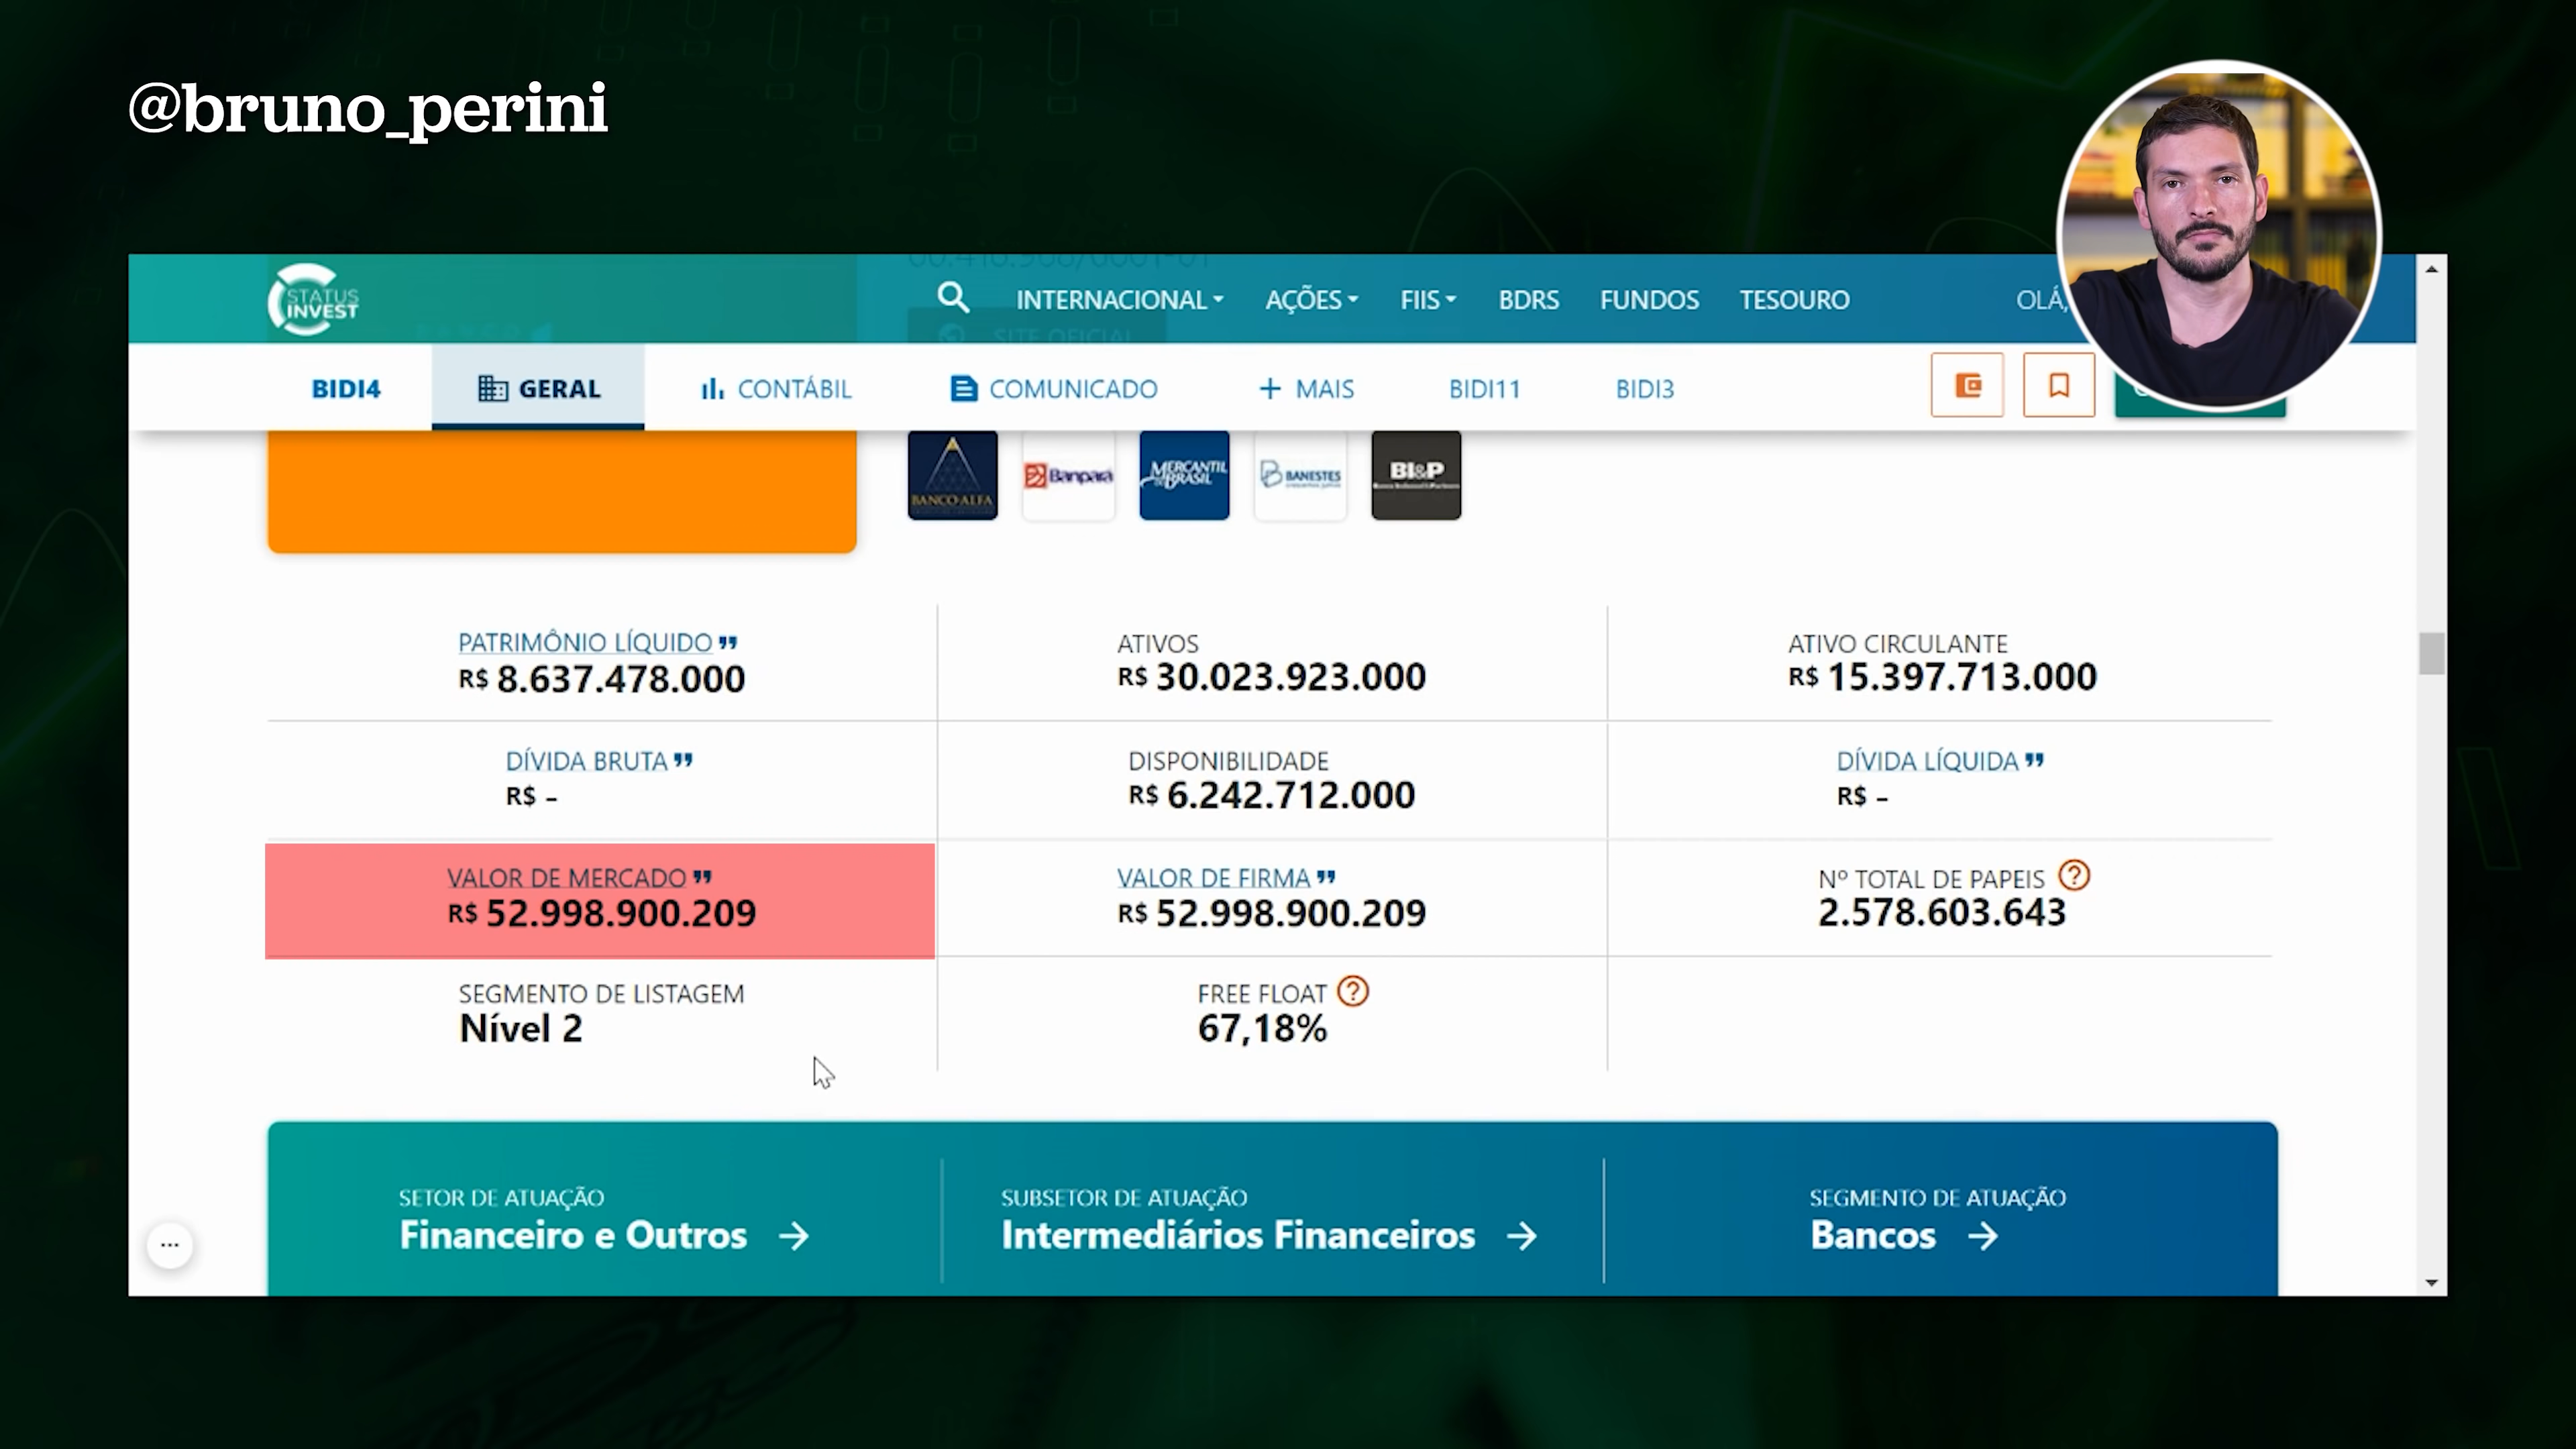 @bruno_perini
STATUS INVEST
INTERNACIONAL AÇÕES FIIS BDRS FUNDOS TESOURO OLÁ,
SITE OFICIAL
BIDI4 GERAL CONTÁBIL COMUNICADO + MAIS BIDI11 BIDI3
BANCO ALFA Banpará MERCANTIL DO BRASIL BANESTES BI&P
PATRIMÔNIO LÍQUIDO ATIVOS ATIVO CIRCULANTE
R$ 8.637.478.000 R$ 30.023.923.000 R$ 15.397.713.000
DÍVIDA BRUTA DISPONIBILIDADE DÍVIDA LÍQUIDA
R$ - R$ 6.242.712.000 R$ -
VALOR DE MERCADO VALOR DE FIRMA Nº TOTAL DE PAPEIS ?
R$ 52.998.900.209 R$ 52.998.900.209 2.578.603.643
SEGMENTO DE LISTAGEM FREE FLOAT ?
Nível 2 67,18%
SETOR DE ATUAÇÃO SUBSETOR DE ATUAÇÃO SEGMENTO DE ATUAÇÃO
Financeiro e Outros → Intermediários Financeiros → Bancos →